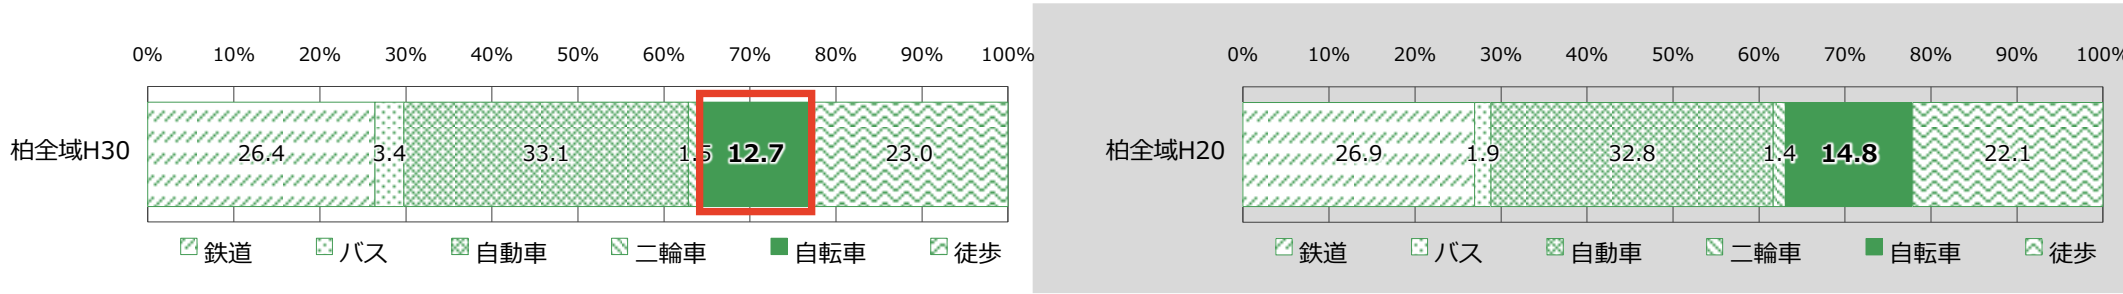 0% 10% 20% 30% 40% 50% 60% 70% 80% 90% 100%
柏全域H30 26.4 3.4 33.1 1.5 12.7 23.0
鉄道 バス 自動車 二輪車 自転車 徒歩
0% 10% 20% 30% 40% 50% 60% 70% 80% 90% 100%
柏全域H20 26.9 1.9 32.8 1.4 14.8 22.1
鉄道 バス 自動車 二輪車 自転車 徒歩